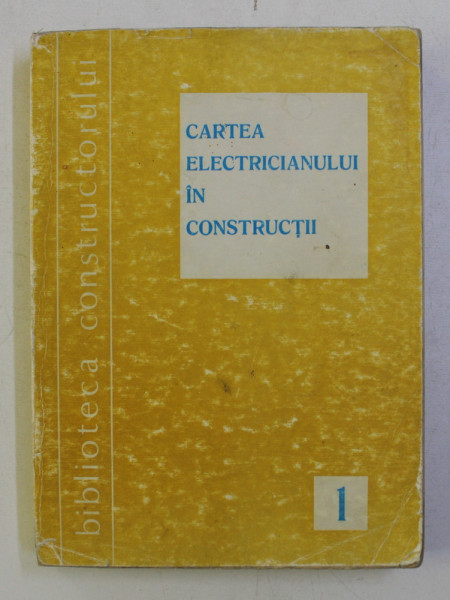 biblioteca constructorului
CARTEA
ELECTRICIANULUI
ÎN
CONSTRUCȚII
1